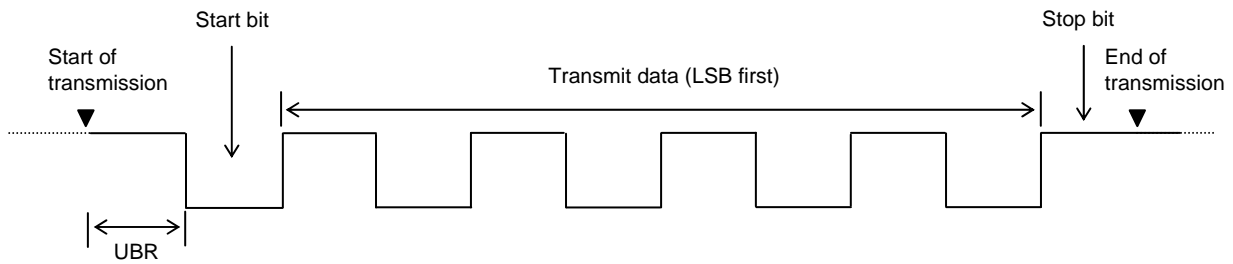 Start bit
Stop bit
Start of
transmission
End of
transmission
Transmit data (LSB first)
UBR